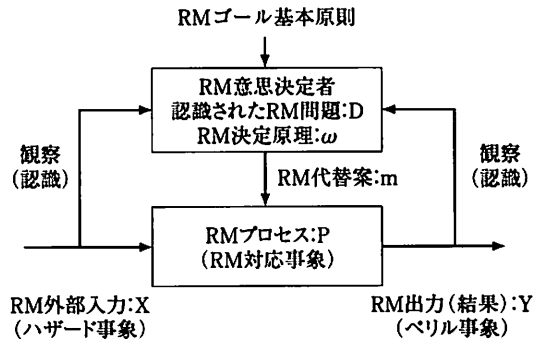 RMゴール基本原則
RM意思決定者
認識されたRM問題:D
RM決定原理:ω
観察
(認識)
RM代替案:m
観察
(認識)
RMプロセス:P
(RM対応事象)
RM外部入力:X
(ハザード事象)
RM出力(結果):Y
(ペリル事象)